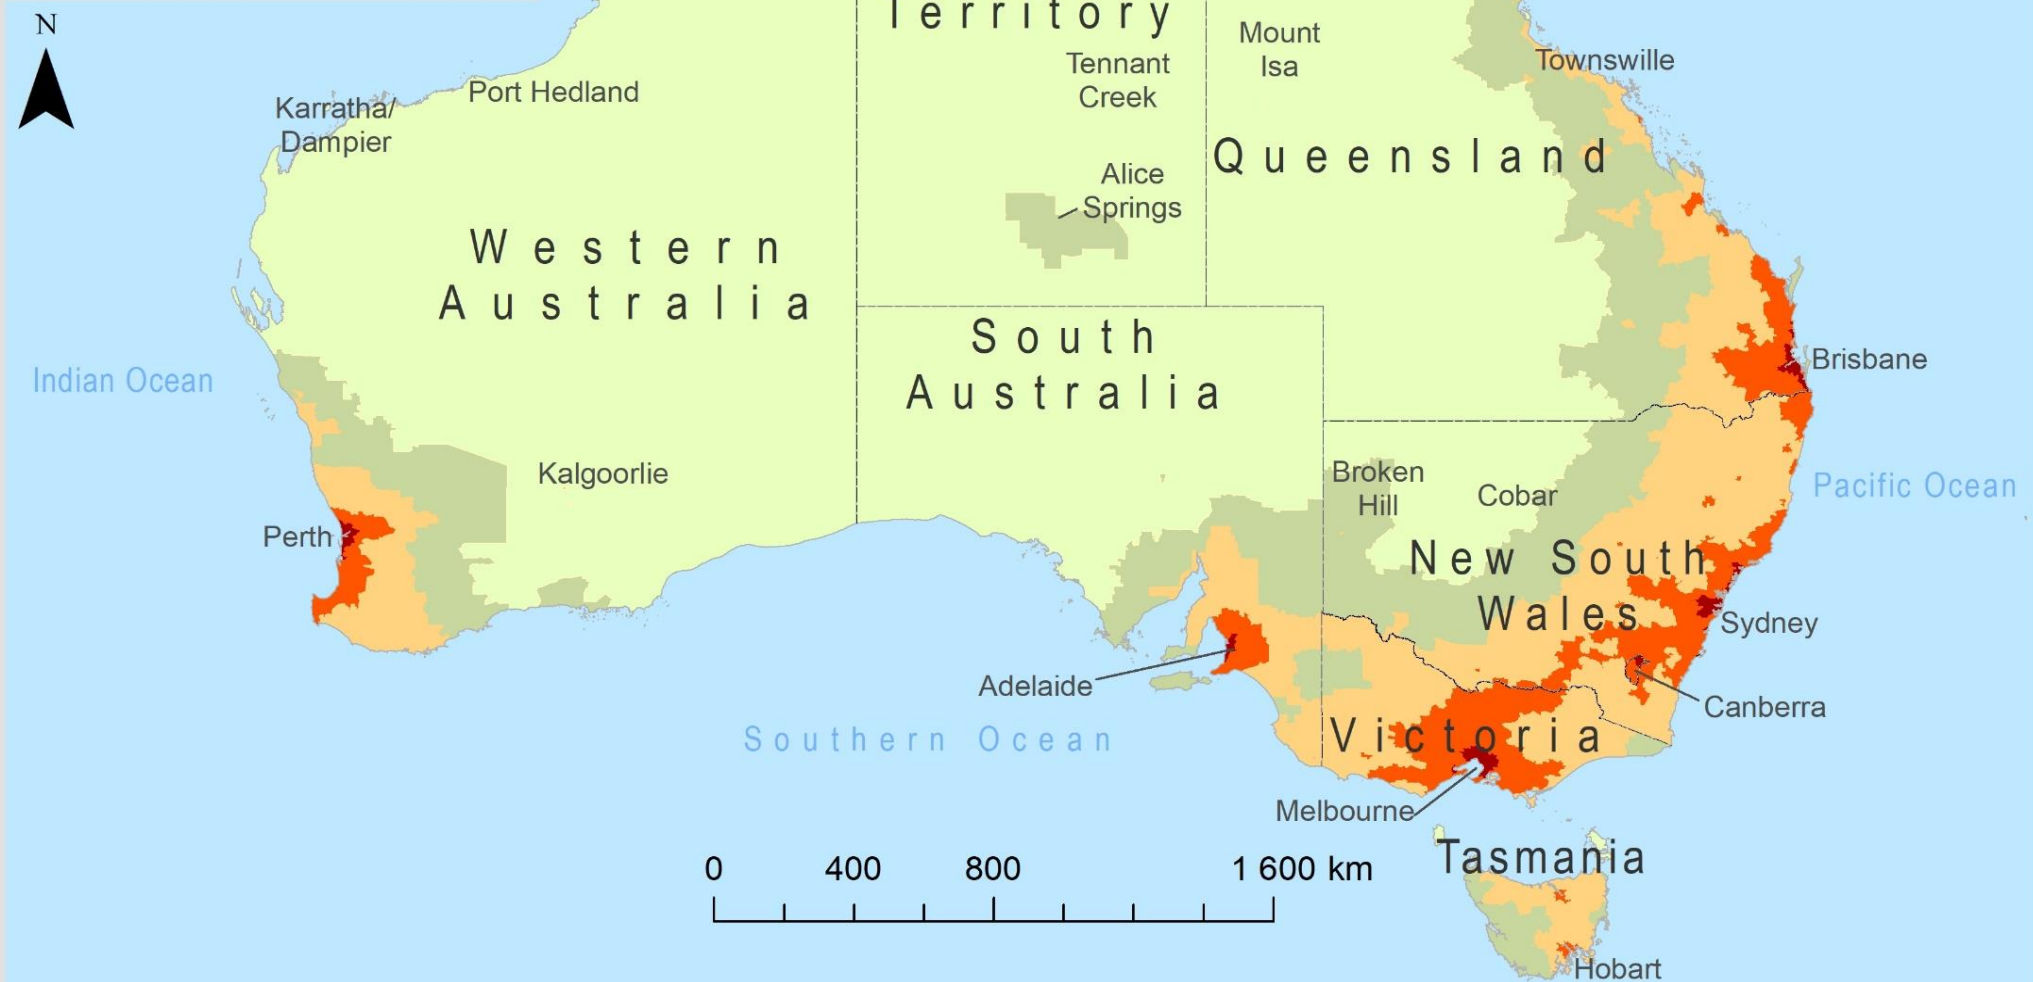 N
Territory
Mount
Isa
Townswille
Tennant
Creek
Port Hedland
Karratha/
Dampier
Queensland
Alice
Springs
Western
Australia
South
Australia
Indian Ocean
Brisbane
Broken
Hill
Cobar
Kalgoorlie
Pacific Ocean
Perth
New South
Wales
Sydney
Adelaide
Canberra
Southern Ocean
Victoria
Melbourne
Tasmania
0 400 800 1 600 km
Hobart